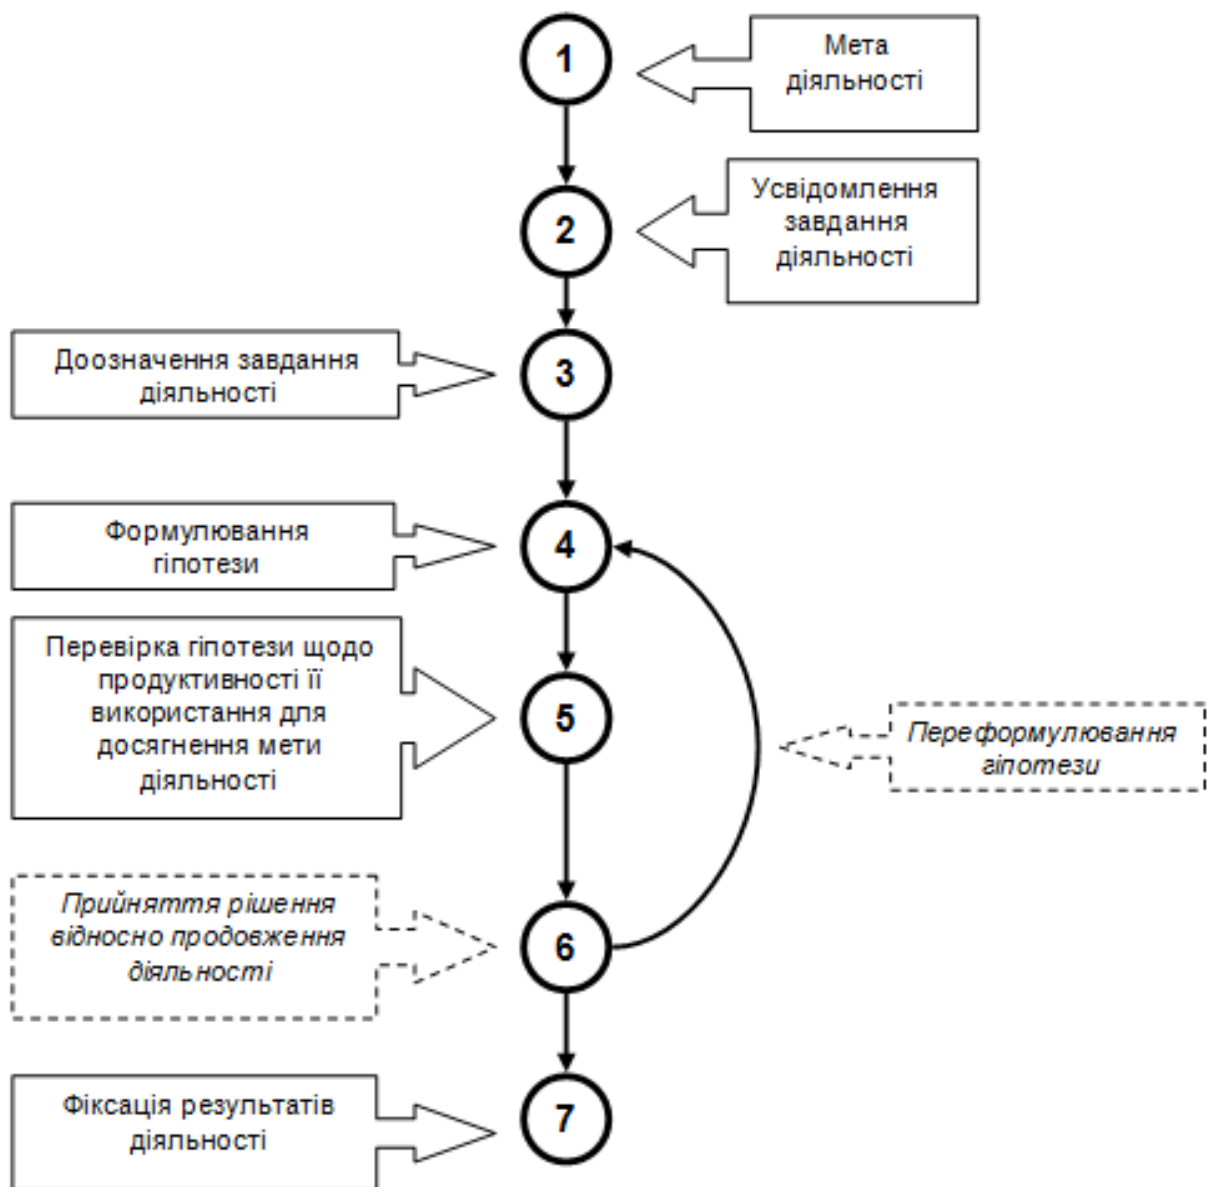 1
Мета
діяльності
2
Усвідомлення
завдання
діяльності
Доозначення завдання
діяльності
3
Формулювання
гіпотези
4
Перевірка гіпотези щодо
продуктивності її
використання для
досягнення мети
діяльності
5
Переформулювання
гіпотези
Прийняття рішення
відносно продовження
діяльності
6
Фіксація результатів
діяльності
7